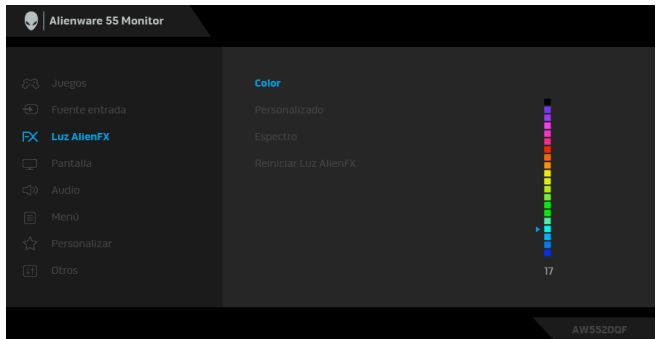 Alienware 55 Monitor
Juegos
Fuente entrada
FX Luz AlienFX
Pantalla
Audio
Menú
Personalizar
Otros
Color
Personalizado
Espectro
Reiniciar Luz AlienFX
17
AW5520QF